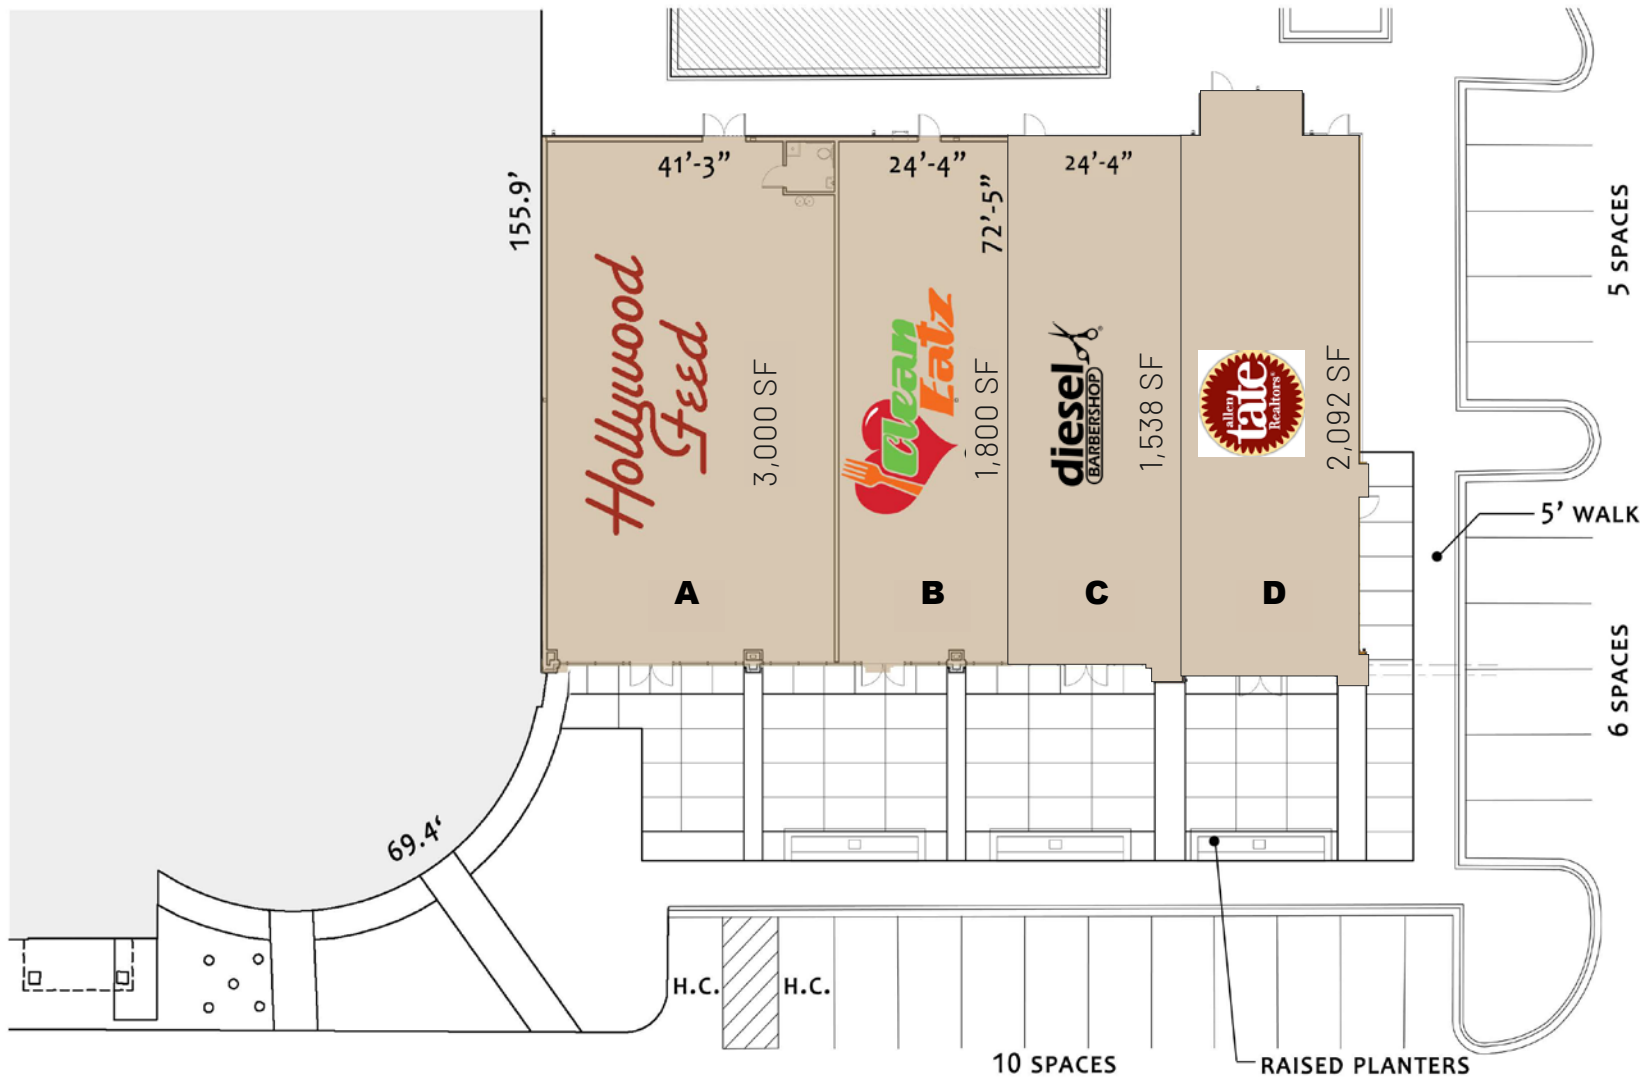 41'-3”
24'-4”
24'-4”
155.9'
72'-5”
Hollywood
Feed
3,000 SF
clean
Eatz
1,800 SF
diesel
BARBERSHOP
1,538 SF
allen
tate
Realtors®
2,092 SF
A
B
C
D
5 SPACES
5' WALK
6 SPACES
69.4‘
H.C.
H.C.
10 SPACES
RAISED PLANTERS